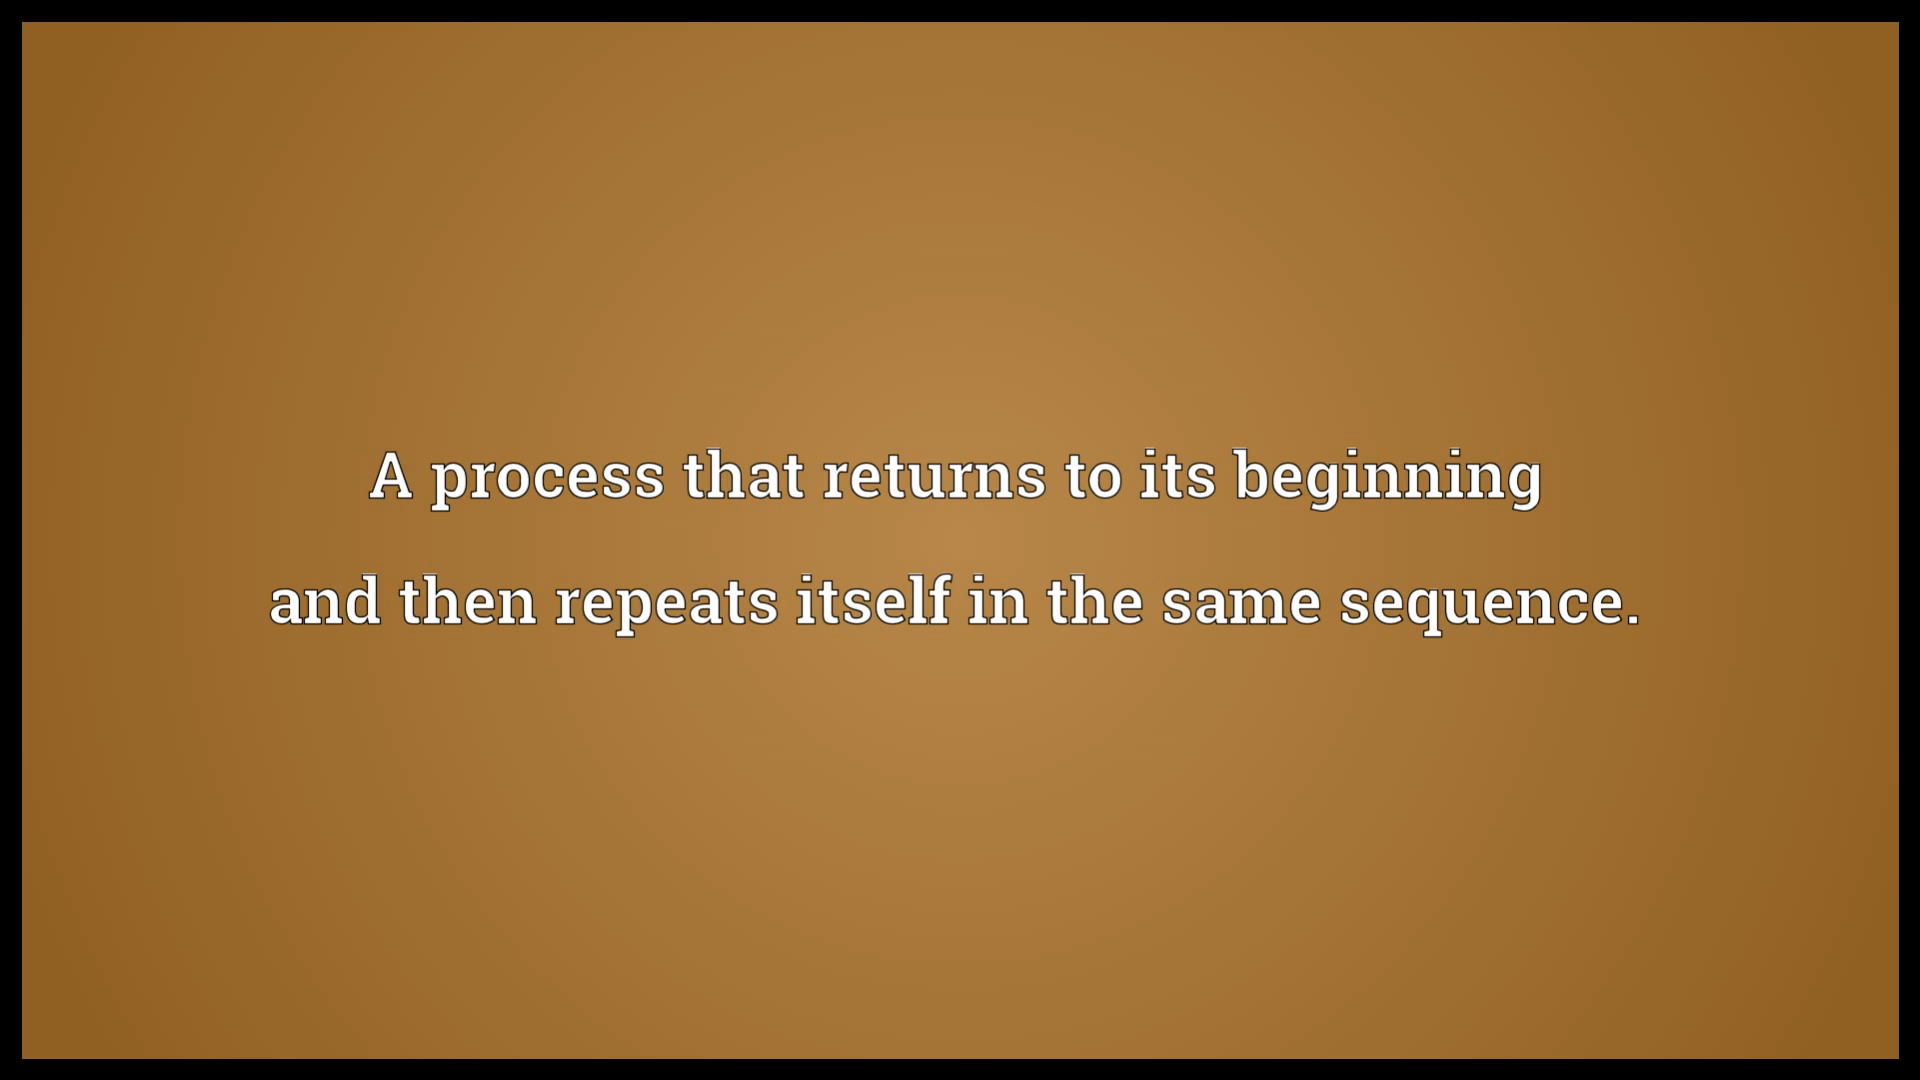 A process that returns to its beginning
and then repeats itself in the same sequence.